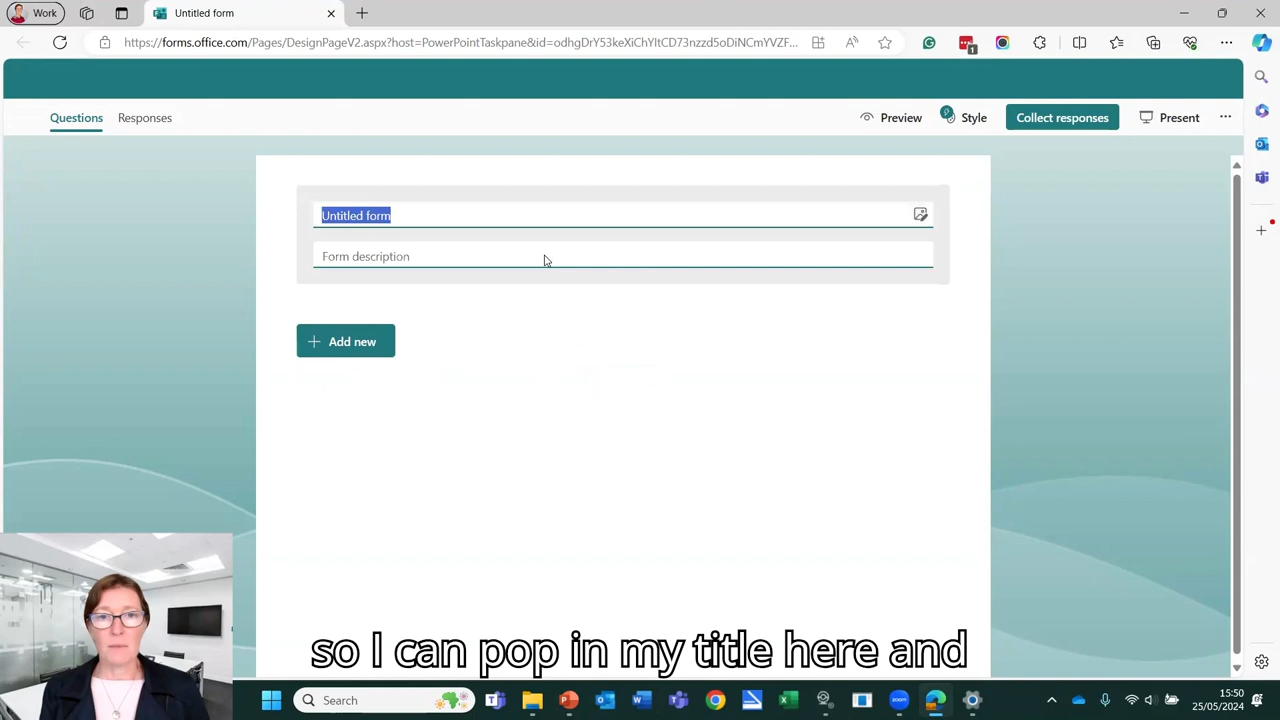 Work
Untitled form
https://forms.office.com/Pages/DesignPageV2.aspx?host=PowerPointTaskpane&id=odhgDrY53keXiChYItCD73nzzd5oDiNCmYVZF...
1
Questions
Responses
Preview
Style
Collect responses
Present
Untitled form
Form description
Add new
so I can pop in my title here and
Search
15:50
25/05/2024